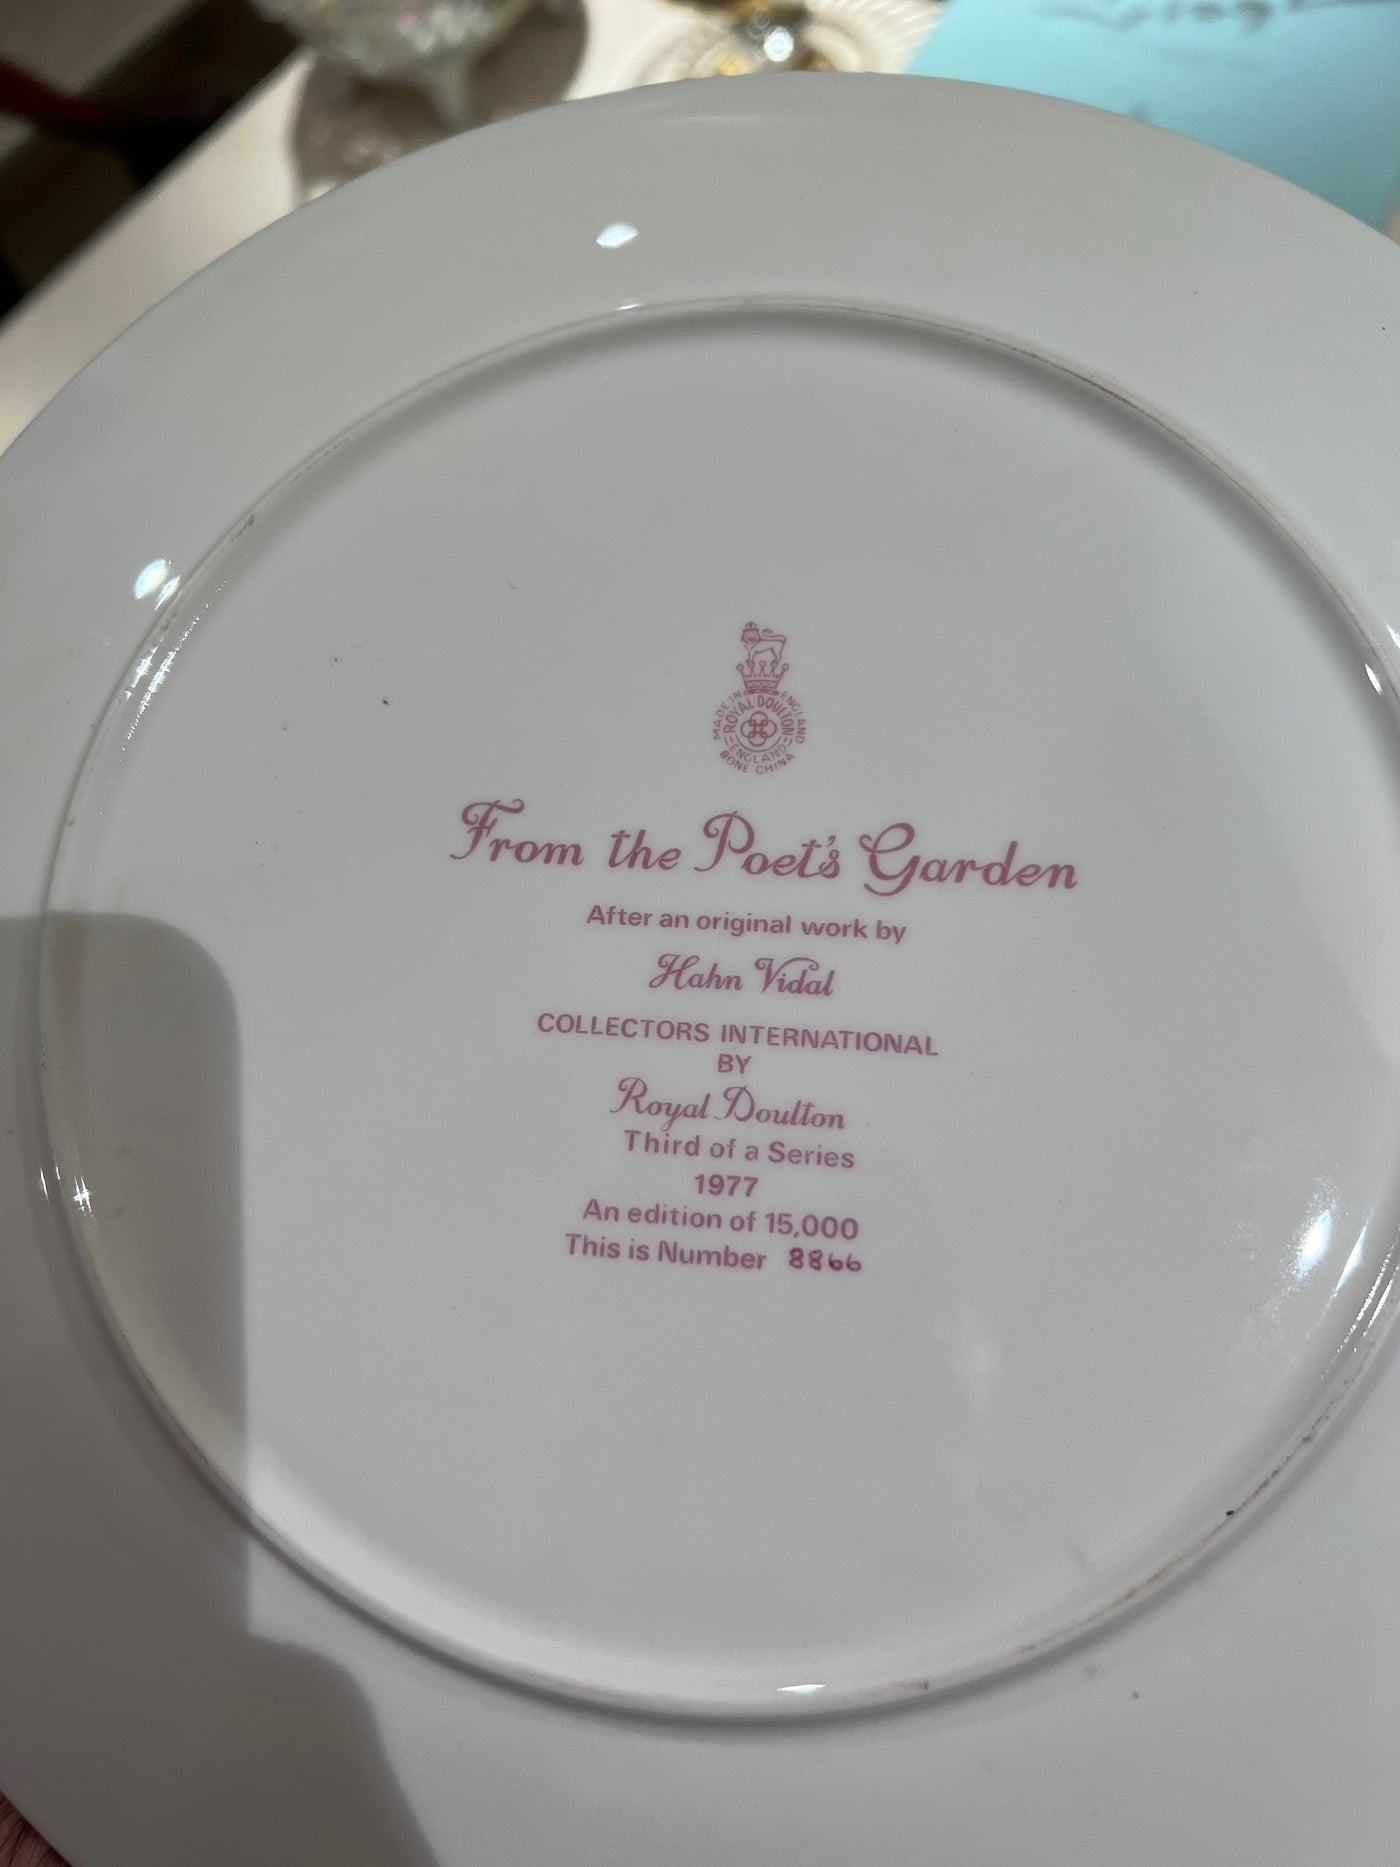 MADE IN ENGLAND
ROYAL DOULTON
ENGLAND
BONE CHINA
From the Poet's Garden
After an original work by
Hahn Vidal
COLLECTORS INTERNATIONAL
BY
Royal Doulton
Third of a Series
1977
An edition of 15,000
This is Number 8866